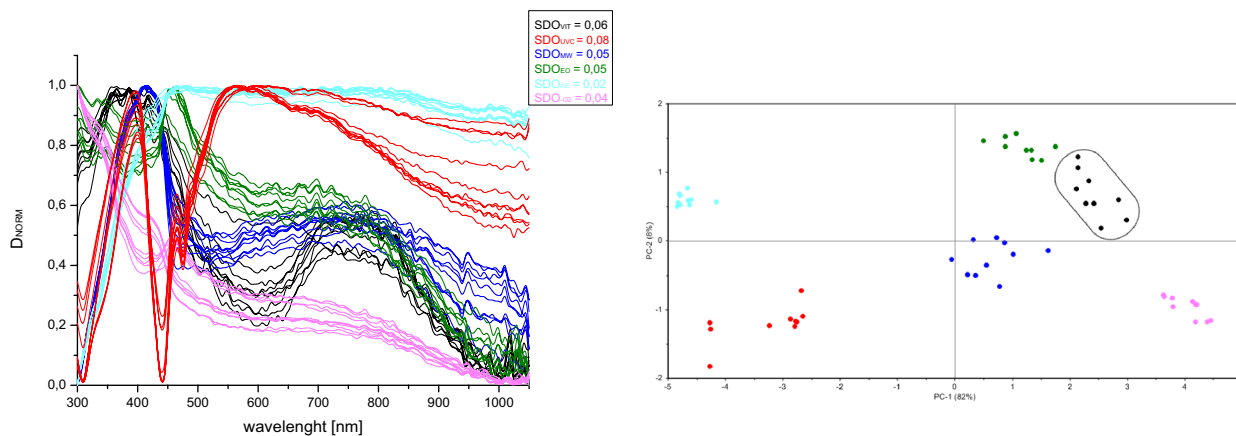 SDOVIT = 0,06
SDOUVC = 0,08
SDOMW = 0,05
SDOEO = 0,05
SDOAE = 0,02
SDO-O2 = 0,04
1,0
0,8
0,6
0,4
0,2
0,0
DNORM
300 400 500 600 700 800 900 1000
wavelenght [nm]
2
1
0
-1
-2
PC-2 (8%)
-5 -4 -3 -2 -1 0 1 2 3 4
PC-1 (82%)